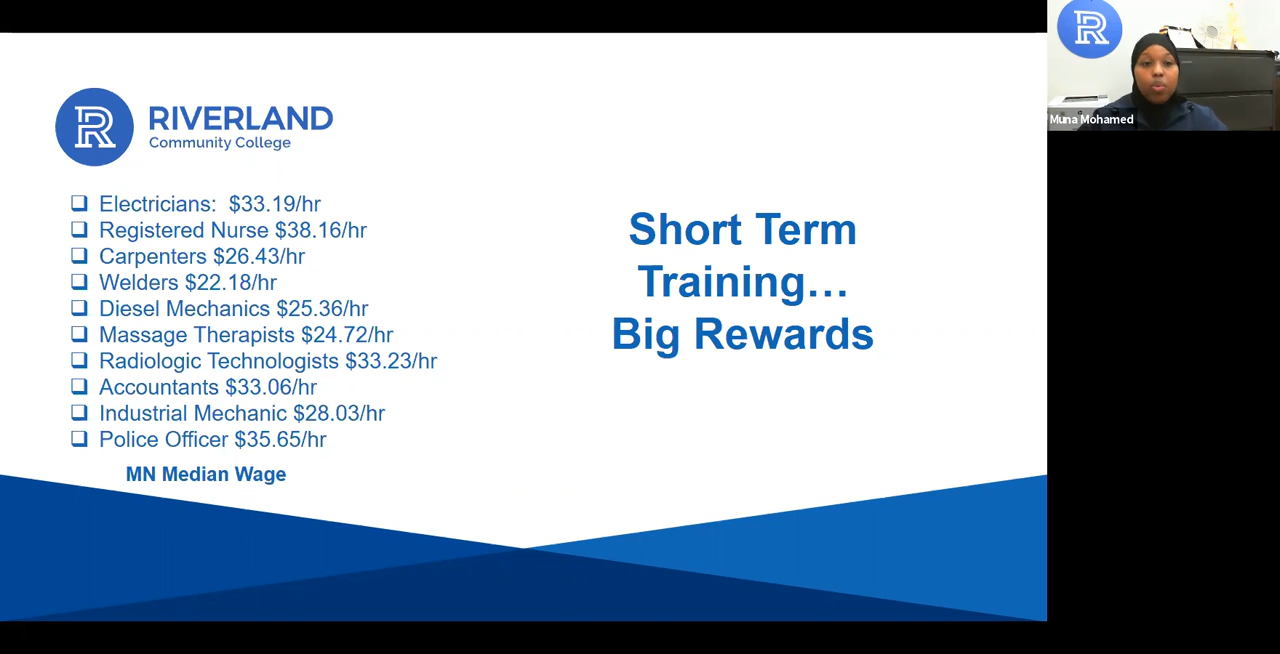 RIVERLAND
Community College
Electricians:  $33.19/hr
Registered Nurse $38.16/hr
Carpenters $26.43/hr
Welders $22.18/hr
Diesel Mechanics $25.36/hr
Massage Therapists $24.72/hr
Radiologic Technologists $33.23/hr
Accountants $33.06/hr
Industrial Mechanic $28.03/hr
Police Officer $35.65/hr
MN Median Wage
Short Term
Training…
Big Rewards
Muna Mohamed